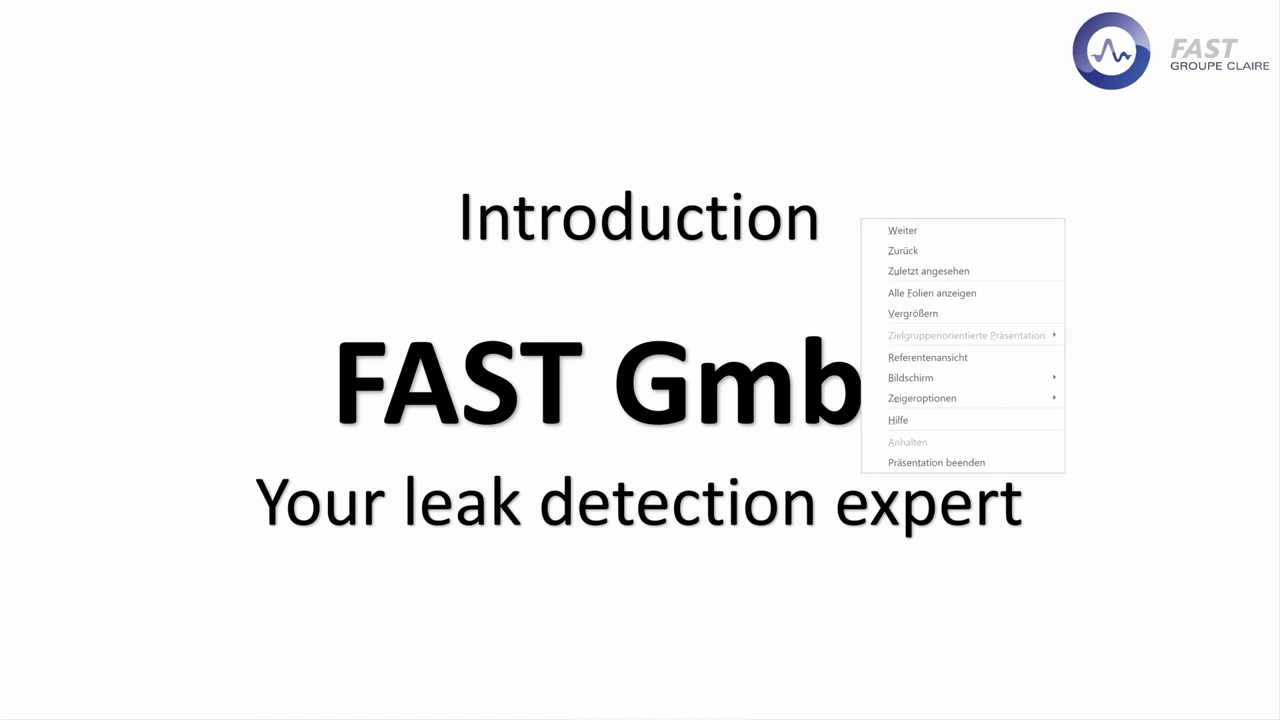 FAST
GROUPE CLAIRE
Introduction
FAST Gmb
Your leak detection expert
Weiter
Zurück
Zuletzt angesehen
Alle Folien anzeigen
Vergrößern
Zielgruppenorientierte Präsentation
Referentenansicht
Bildschirm
Zeigeroptionen
Hilfe
Anhalten
Präsentation beenden